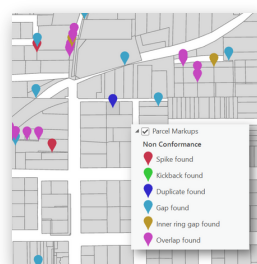 Parcel Markups
Non Conformance
Spike found
Kickback found
Duplicate found
Gap found
Inner ring gap found
Overlap found